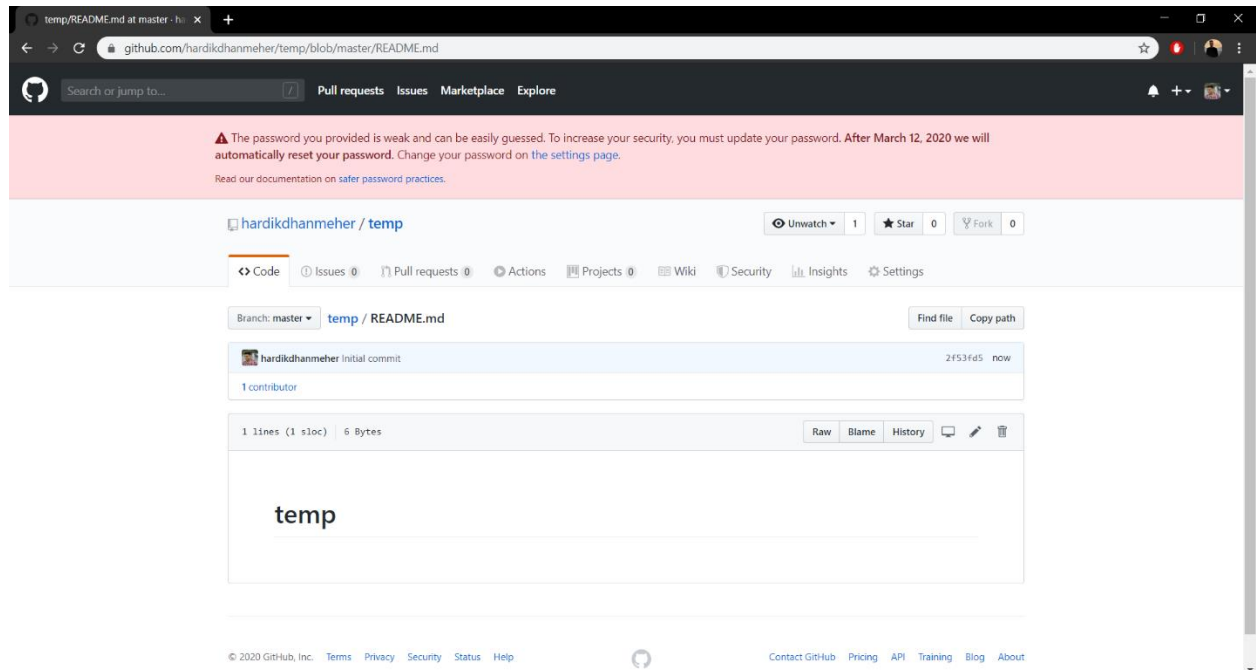 temp/README.md at master · ha
github.com/hardikdhanmeher/temp/blob/master/README.md
Search or jump to... / Pull requests Issues Marketplace Explore
The password you provided is weak and can be easily guessed. To increase your security, you must update your password. After March 12, 2020 we will
automatically reset your password. Change your password on the settings page.
Read our documentation on safer password practices.
hardikdhanmeher / temp Unwatch 1 Star 0 Fork 0
Code Issues 0 Pull requests 0 Actions Projects 0 Wiki Security Insights Settings
Branch: master temp / README.md Find file Copy path
hardikdhanmeher Initial commit 2f53fd5 now
1 contributor
1 lines (1 sloc) 6 Bytes Raw Blame History
temp
© 2020 GitHub, Inc. Terms Privacy Security Status Help Contact GitHub Pricing API Training Blog About